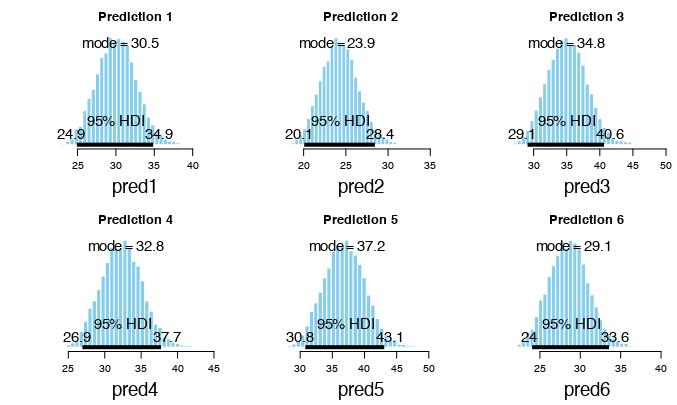 Prediction 1
mode = 30.5
95% HDI
24.9 34.9
25 30 35 40
pred1
Prediction 2
mode = 23.9
95% HDI
20.1 28.4
20 25 30 35
pred2
Prediction 3
mode = 34.8
95% HDI
29.1 40.6
30 35 40 45 50
pred3
Prediction 4
mode = 32.8
95% HDI
26.9 37.7
25 30 35 40 45
pred4
Prediction 5
mode = 37.2
95% HDI
30.8 43.1
30 35 40 45 50
pred5
Prediction 6
mode = 29.1
95% HDI
24 33.6
25 30 35 40
pred6